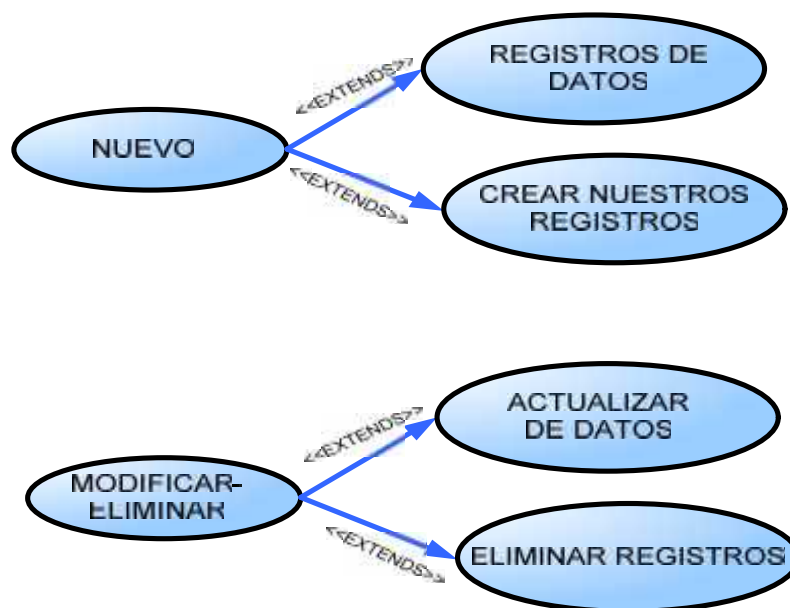 REGISTROS DE
DATOS
<<EXTENDS>>
NUEVO
<<EXTENDS>>
CREAR NUESTROS
REGISTROS
ACTUALIZAR
DE DATOS
<<EXTENDS>>
MODIFICAR-
ELIMINAR
<<EXTENDS>>
ELIMINAR REGISTROS